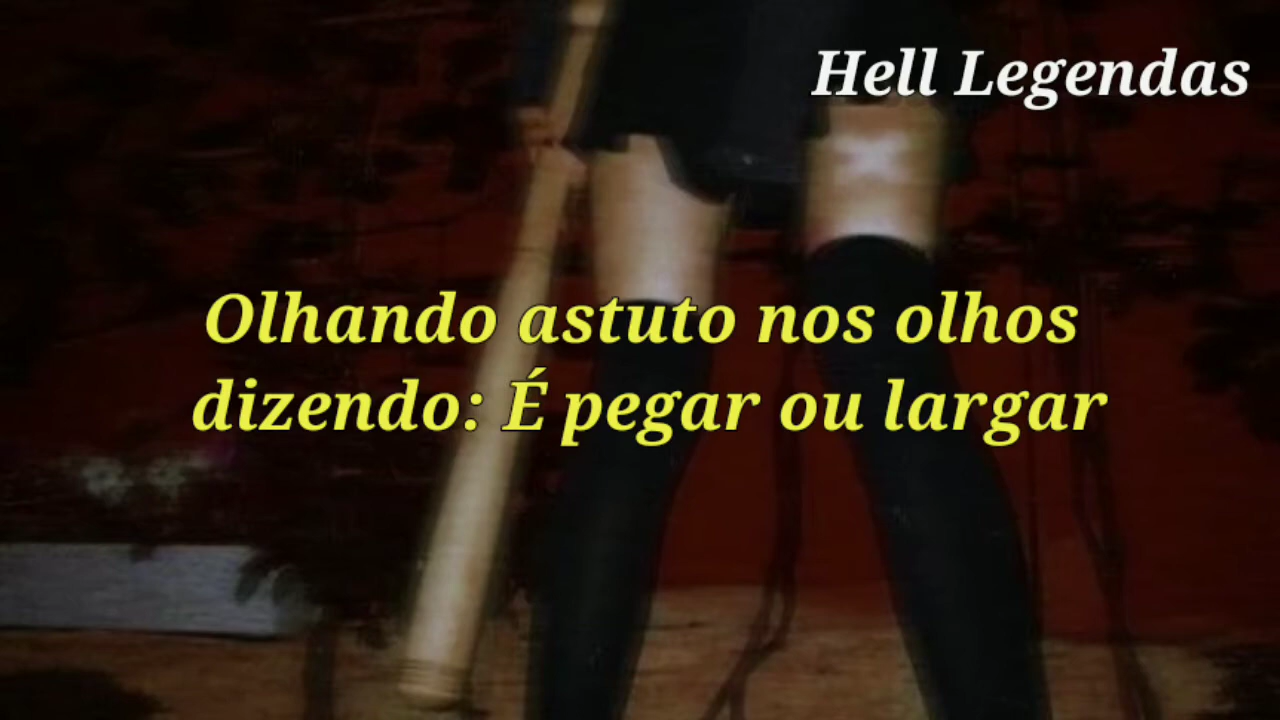 Hell Legendas
Olhando astuto nos olhos
dizendo: É pegar ou largar